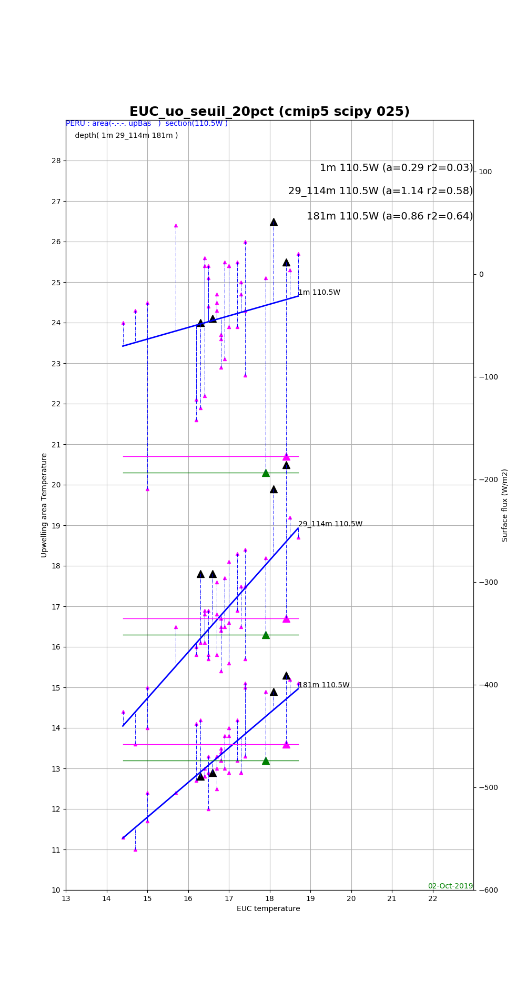 EUC_uo_seuil_20pct (cmip5 scipy 025)
PERU : area(-.-.-. upBas   )  section(110.5W )
depth( 1m 29_114m 181m )
1m 110.5W (a=0.29 r2=0.03)
29_114m 110.5W (a=1.14 r2=0.58)
181m 110.5W (a=0.86 r2=0.64)
28
27
26
25
24
23
22
21
20
19
18
17
16
15
14
13
12
11
10
Upwelling area Temperature
100
0
−100
−200
−300
−400
−500
−600
Surface flux (W/m2)
1m 110.5W
29_114m 110.5W
181m 110.5W
02-Oct-2019
13 14 15 16 17 18 19 20 21 22
EUC temperature